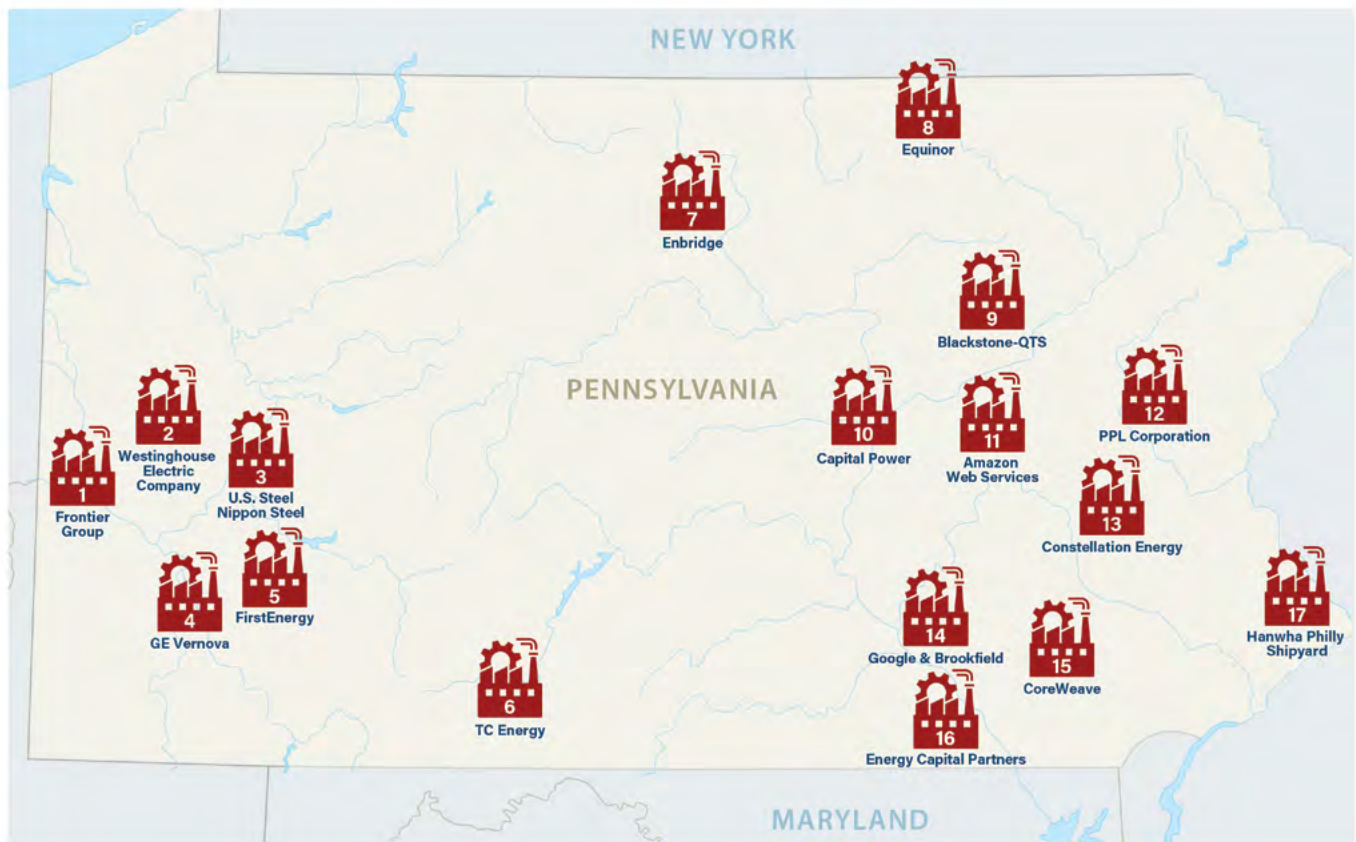 NEW YORK
8
Equinor
7
Enbridge
9
Blackstone-QTS
PENNSYLVANIA
12
PPL Corporation
10
Capital Power
11
Amazon
Web Services
2
Westinghouse
Electric
Company
3
U.S. Steel
Nippon Steel
1
Frontier
Group
13
Constellation Energy
5
FirstEnergy
4
GE Vernova
17
Hanwha Philly
Shipyard
14
Google & Brookfield
15
CoreWeave
6
TC Energy
16
Energy Capital Partners
MARYLAND